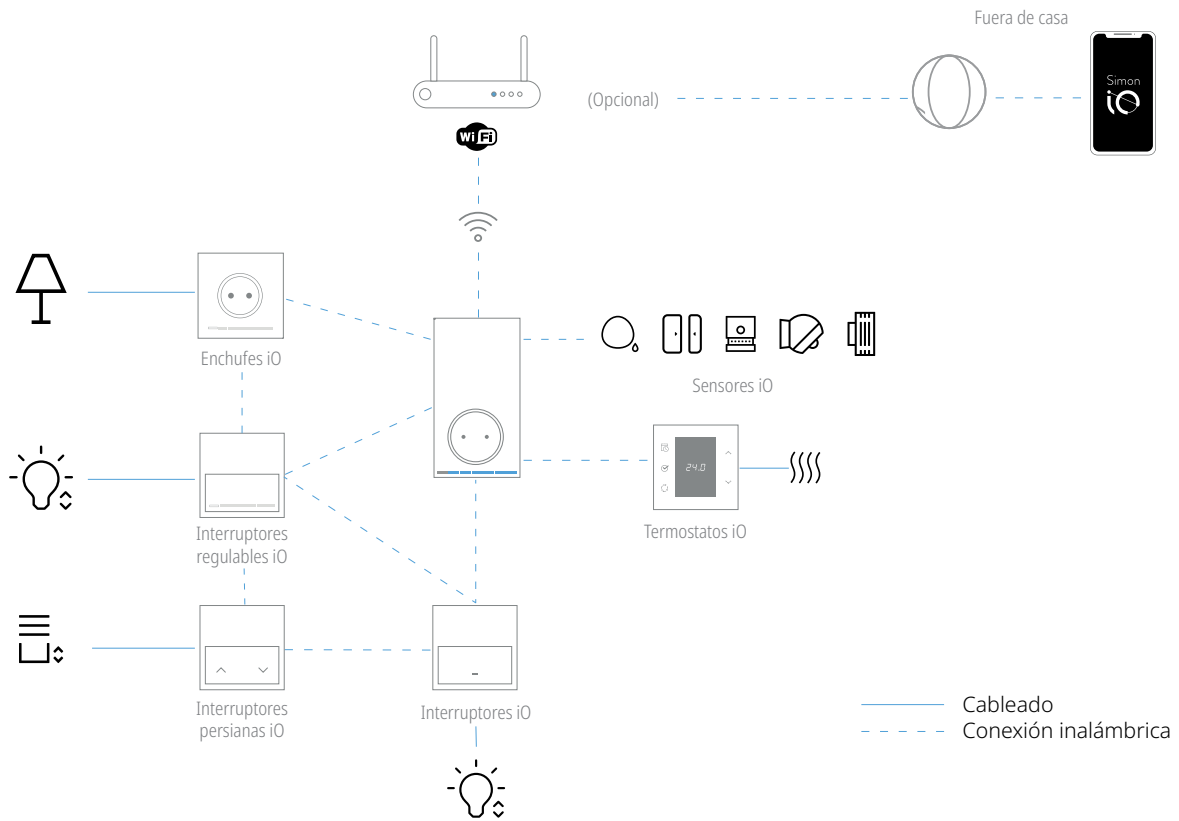 Fuera de casa
(Opcional)
Simon
iO
Wi Fi
Enchufes iO
Sensores iO
24.0
Termostatos iO
Interruptores
regulables iO
Interruptores
persianas iO
Interruptores iO
Cableado
Conexión inalámbrica